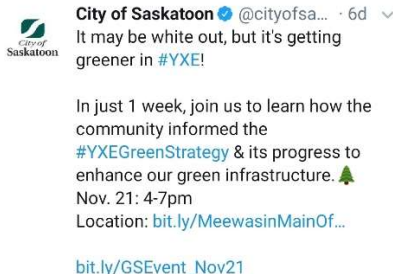 City of Saskatoon @cityofsa... · 6d
City of
Saskatoon
It may be white out, but it's getting
greener in #YXE!
In just 1 week, join us to learn how the
community informed the
#YXEGreenStrategy & its progress to
enhance our green infrastructure.🌲
Nov. 21: 4-7pm
Location: bit.ly/MeewasinMainOf...
bit.ly/GSEvent_Nov21